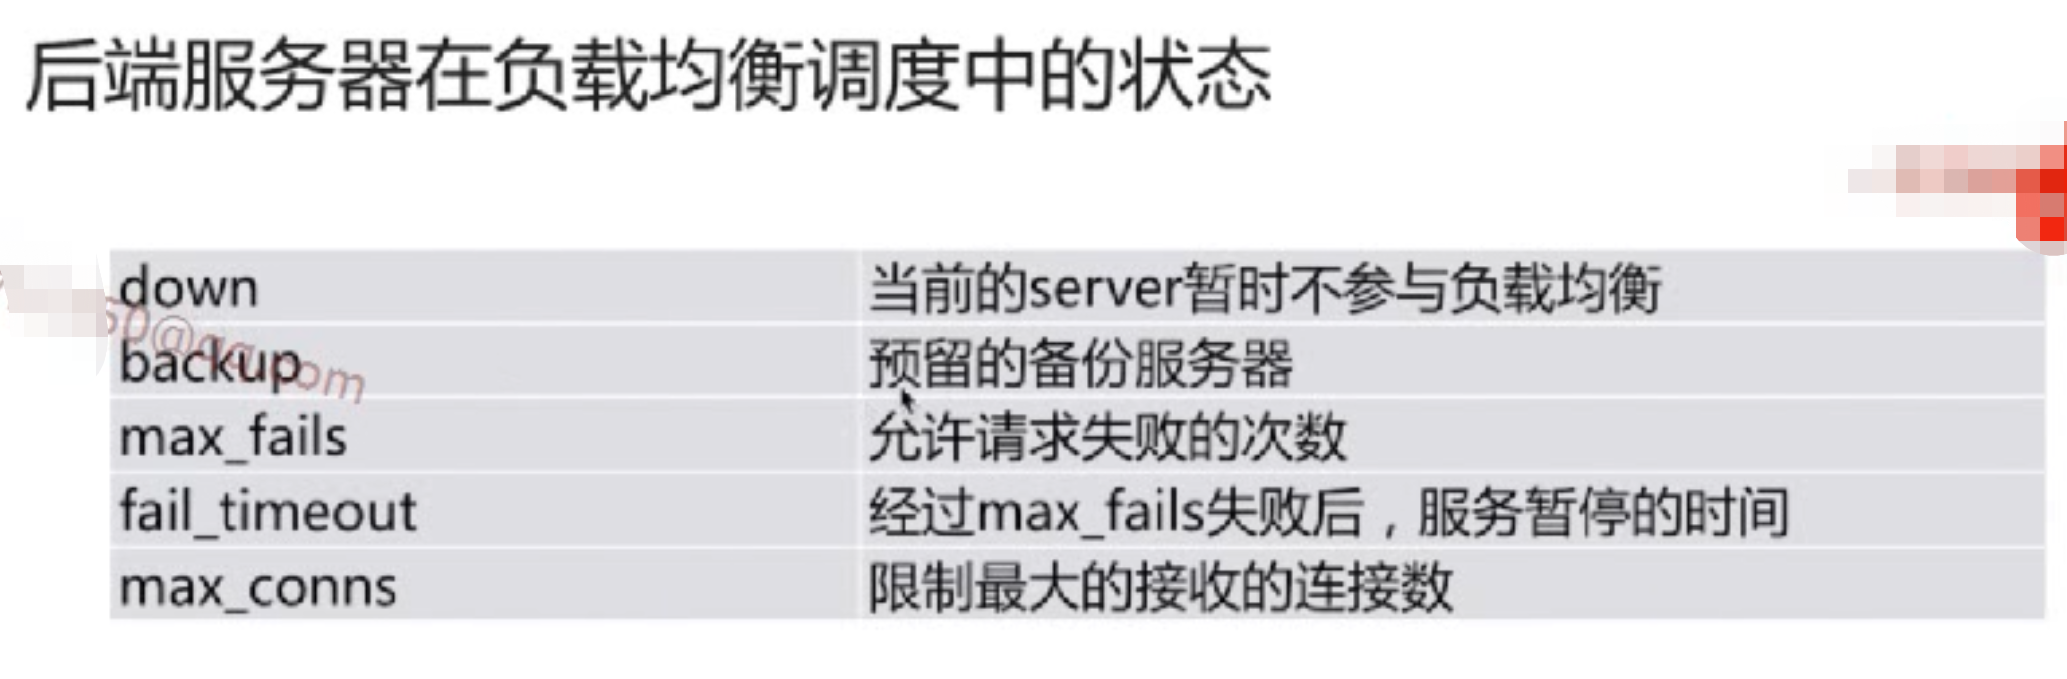 后端服务器在负载均衡调度中的状态
down 当前的server暂时不参与负载均衡
backup 预留的备份服务器
max_fails 允许请求失败的次数
fail_timeout 经过max_fails失败后，服务暂停的时间
max_conns 限制最大的接收的连接数